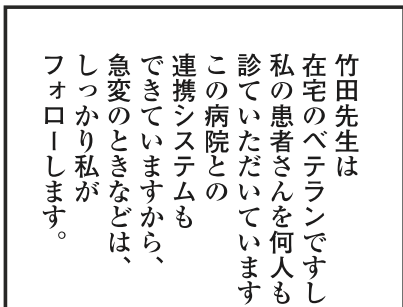 竹田先生は
在宅のベテランですし
私の患者さんを何人も
診ていただいています
この病院との
連携システムも
できていますから、
急変のときなどは、
しっかり私が
フォローします。